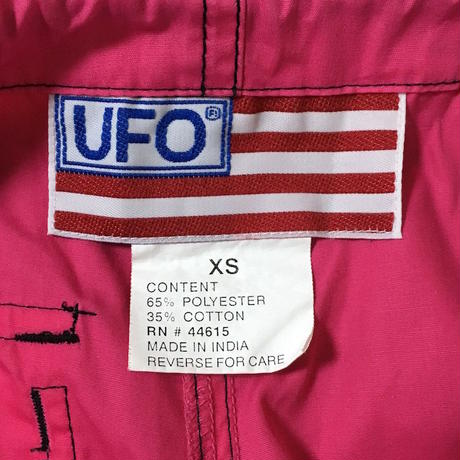 UFO®
XS
CONTENT
65% POLYESTER
35% COTTON
RN # 44615
MADE IN INDIA
REVERSE FOR CARE